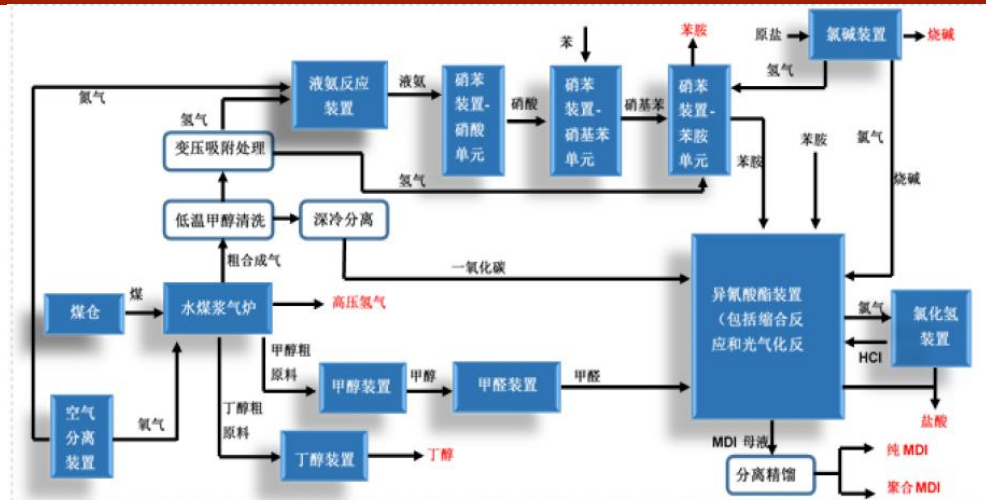 原盐
氯碱装置
烧碱
苯
苯胺
氢气
氮气
液氨反应
装置
液氨
硝苯
装置-
硝酸
单元
硝酸
硝苯
装置-
硝基苯
单元
硝基苯
硝苯
装置-
苯胺
单元
氢气
变压吸附处理
氢气
苯胺
苯胺
氯气
烧碱
低温甲醇清洗
深冷分离
粗合成气
一氧化碳
煤仓
煤
水煤浆气炉
高压氢气
异氰酸酯装置
（包括缩合反
应和光气化反
氯气
氯化氢
装置
HCl
甲醇粗
原料
甲醇装置
甲醇
甲醛装置
甲醛
盐酸
空气
分离
装置
氧气
丁醇粗
原料
丁醇装置
丁醇
MDI 母液
分离精馏
纯 MDI
聚合 MDI